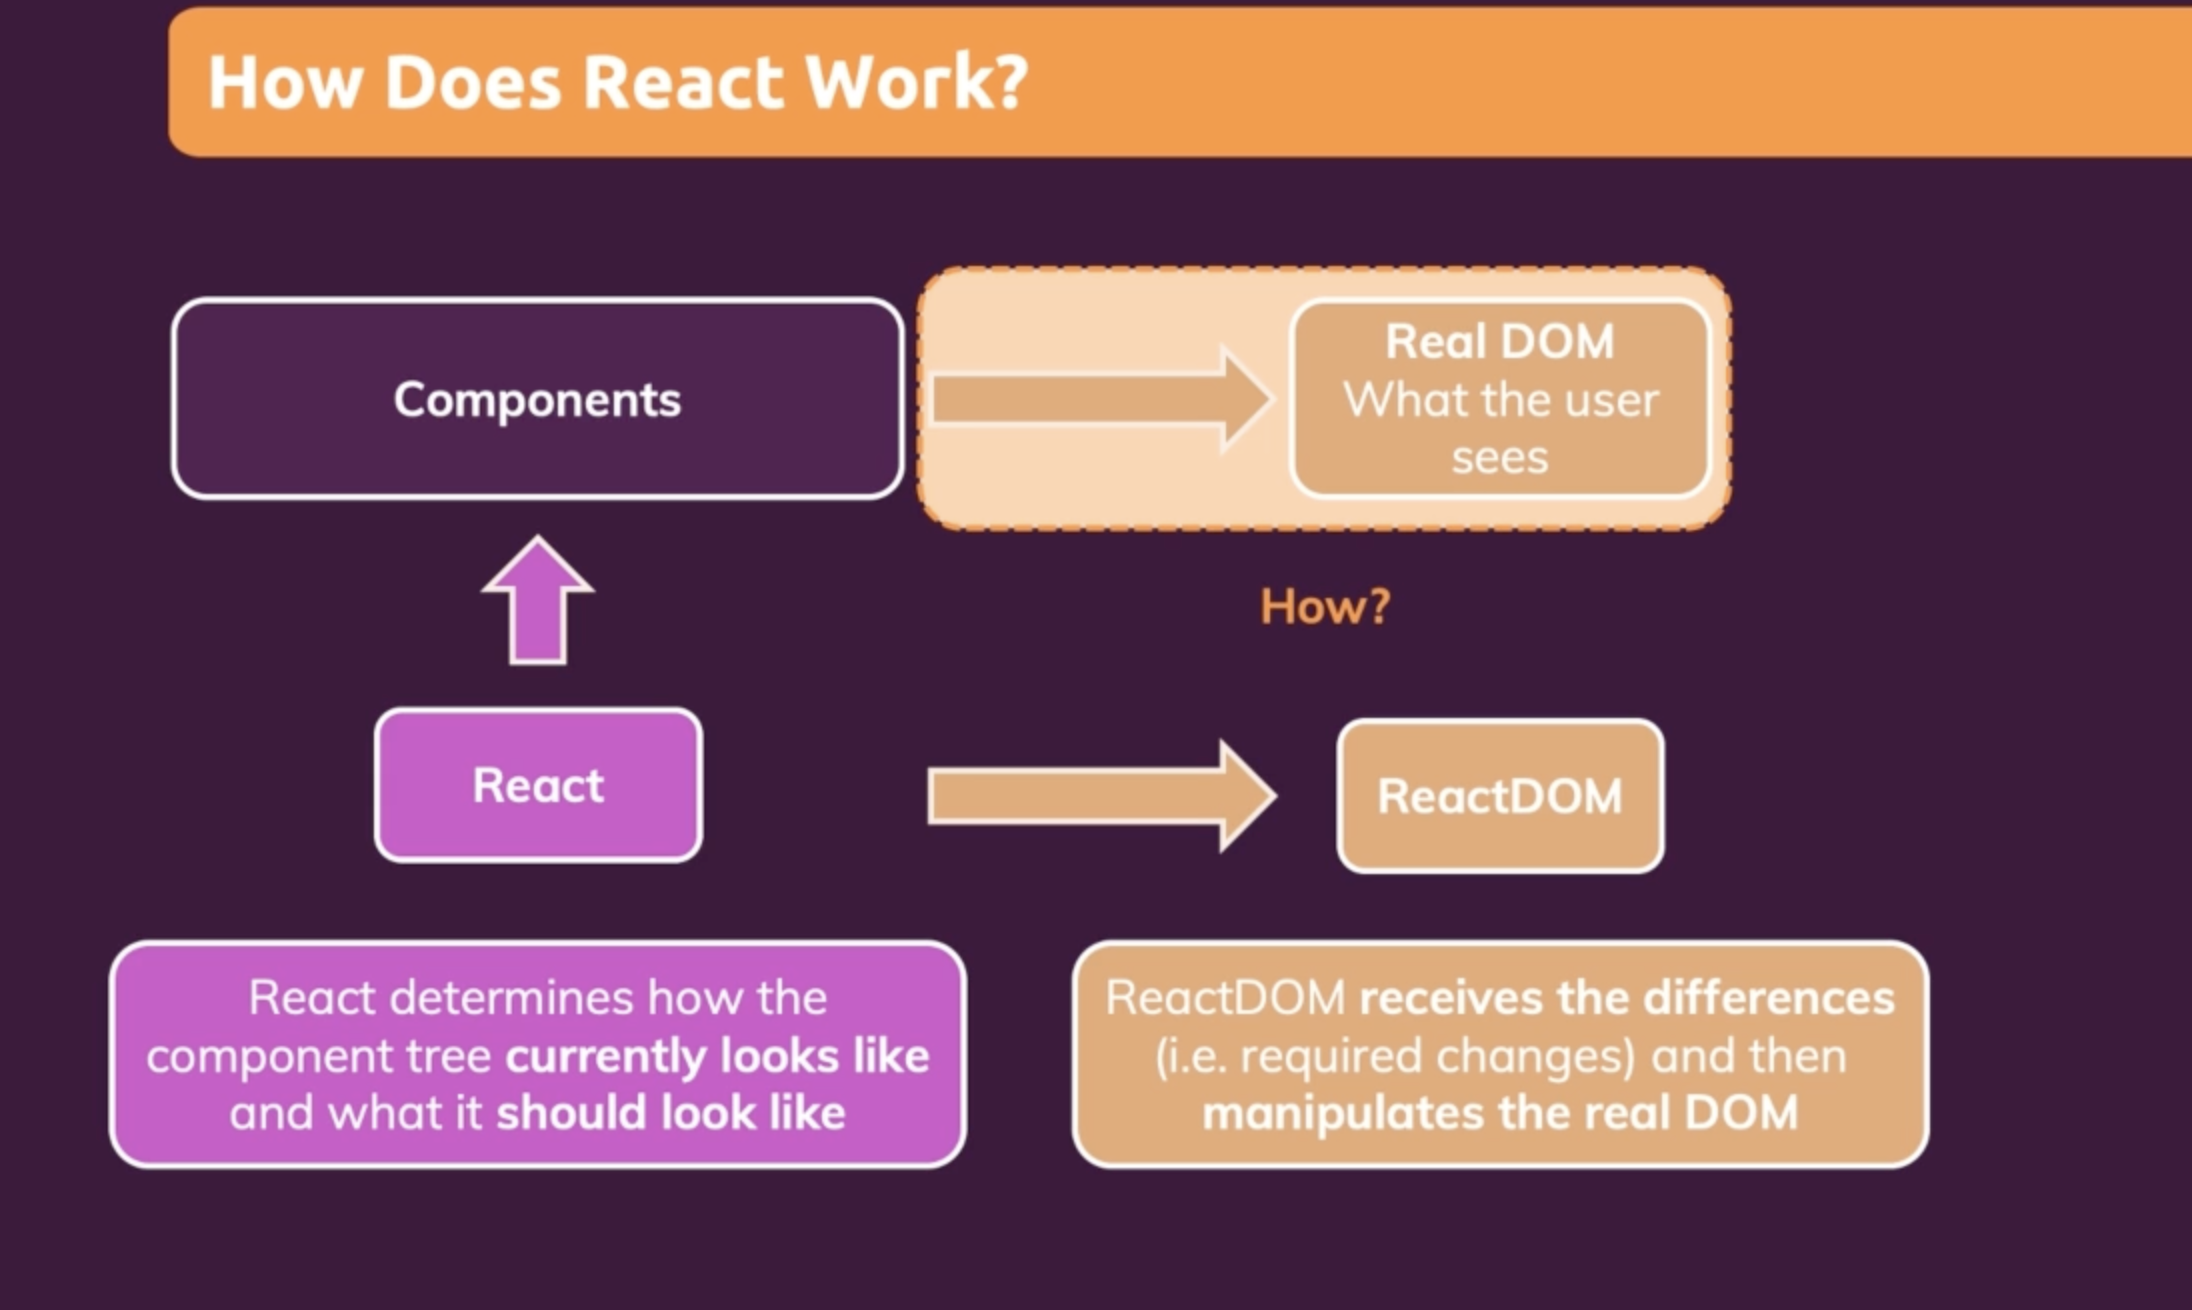 How Does React Work?
Components
Real DOM
What the user
sees
How?
React
ReactDOM
React determines how the
component tree currently looks like
and what it should look like
ReactDOM receives the differences
(i.e. required changes) and then
manipulates the real DOM